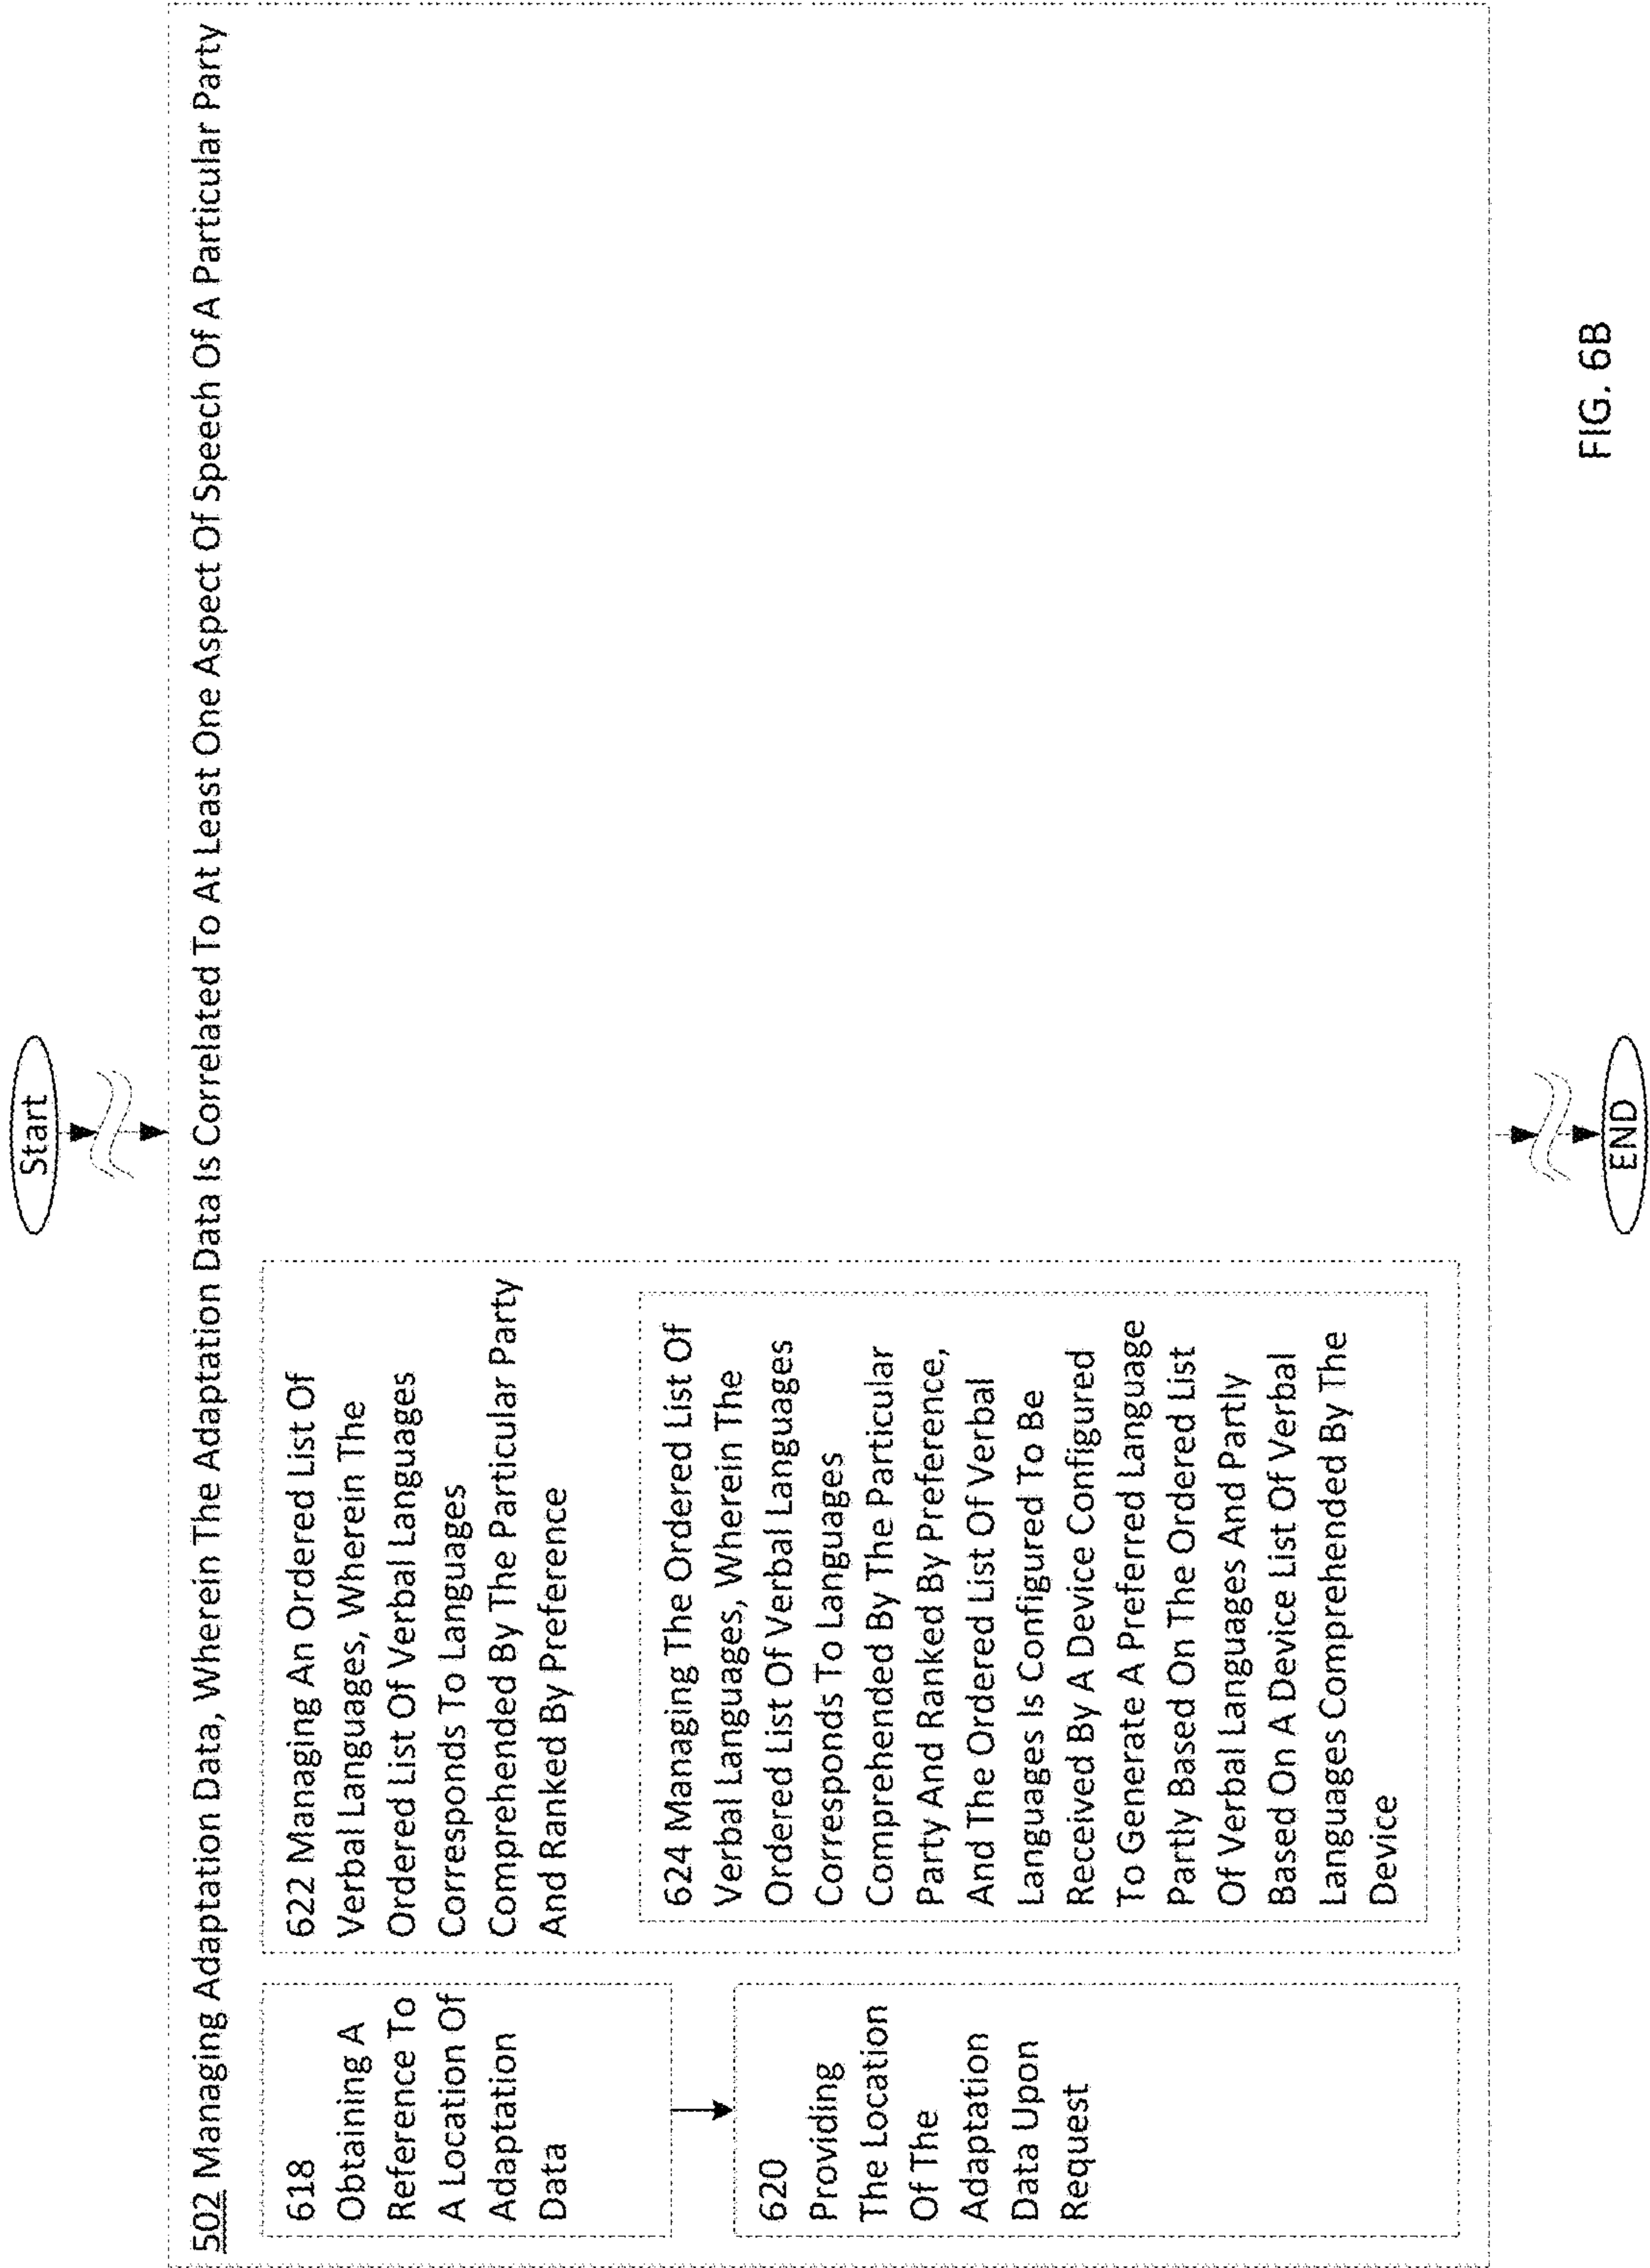 Start
502 Managing Adaptation Data, Wherein The Adaptation Data Is Correlated To At Least One Aspect Of Speech Of A Particular Party
618
Obtaining A
Reference To
A Location Of
Adaptation
Data
620
Providing
The Location
Of The
Adaptation
Data Upon
Request
622 Managing An Ordered List Of
Verbal Languages, Wherein The
Ordered List Of Verbal Languages
Corresponds To Languages
Comprehended By The Particular Party
And Ranked By Preference
624 Managing The Ordered List Of
Verbal Languages, Wherein The
Ordered List Of Verbal Languages
Corresponds To Languages
Comprehended By The Particular
Party And Ranked By Preference,
And The Ordered List Of Verbal
Languages Is Configured To Be
Received By A Device Configured
To Generate A Preferred Language
Partly Based On The Ordered List
Of Verbal Languages And Partly
Based On A Device List Of Verbal
Languages Comprehended By The
Device
END
FIG. 6B